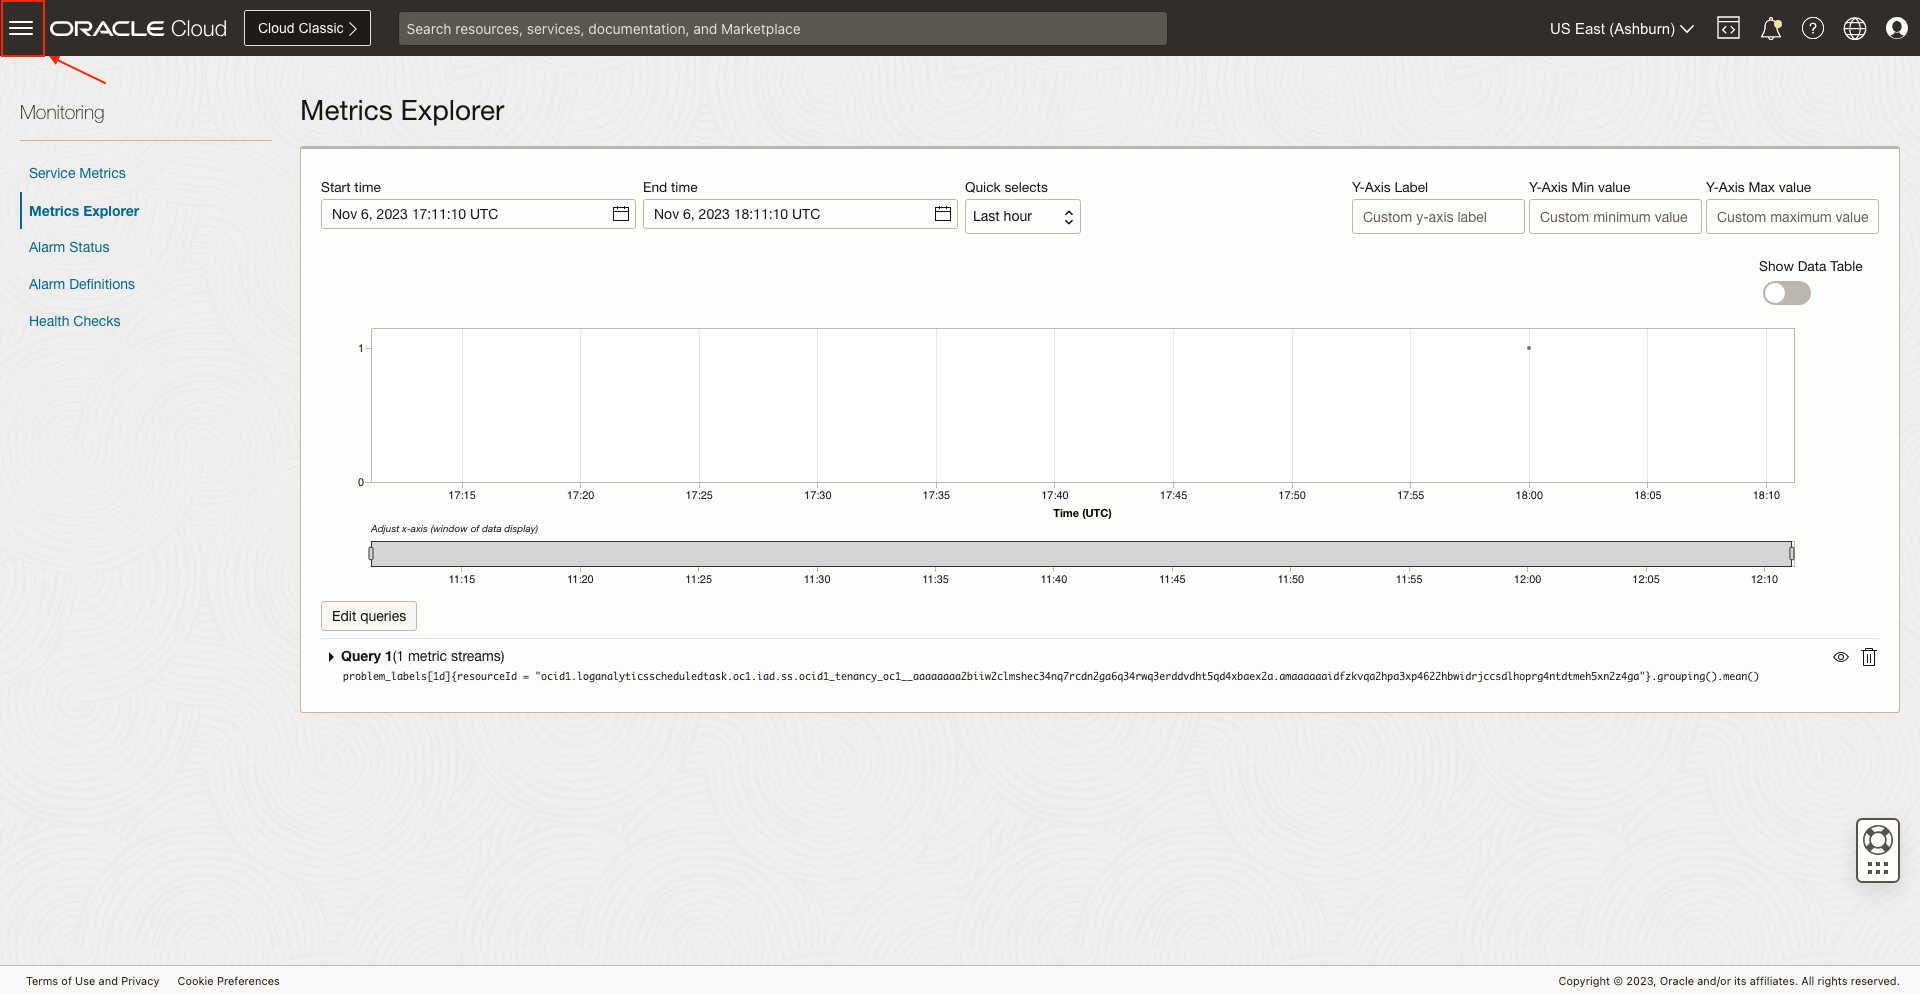 ORACLE Cloud
Cloud Classic
Search resources, services, documentation, and Marketplace
US East (Ashburn)
Monitoring
Service Metrics
Metrics Explorer
Alarm Status
Alarm Definitions
Health Checks
Metrics Explorer
Start time
End time
Quick selects
Y-Axis Label
Y-Axis Min value
Y-Axis Max value
Nov 6, 2023 17:11:10 UTC
Nov 6, 2023 18:11:10 UTC
Last hour
Custom y-axis label
Custom minimum value
Custom maximum value
Show Data Table
1
0
17:15 17:20 17:25 17:30 17:35 17:40 17:45 17:50 17:55 18:00 18:05 18:10
Time (UTC)
Adjust x-axis (window of data display)
11:15 11:20 11:25 11:30 11:35 11:40 11:45 11:50 11:55 12:00 12:05 12:10
Edit queries
Query 1(1 metric streams)
problem_labels[1d]{resourceId = "ocid1.loganalyticsscheduledtask.oc1.iad.ss.ocid1_tenancy_oc1__aaaaaaaa2biiw2clmshec34nq7rcdn2ga6q34rwq3erddvdht5qd4xbaex2a.amaaaaaaidfzkvqa2hpa3xp4622hbwidrjccsdlhoprg4ntdtmeh5xn2z4ga"}.grouping().mean()
Terms of Use and Privacy
Cookie Preferences
Copyright © 2023, Oracle and/or its affiliates. All rights reserved.